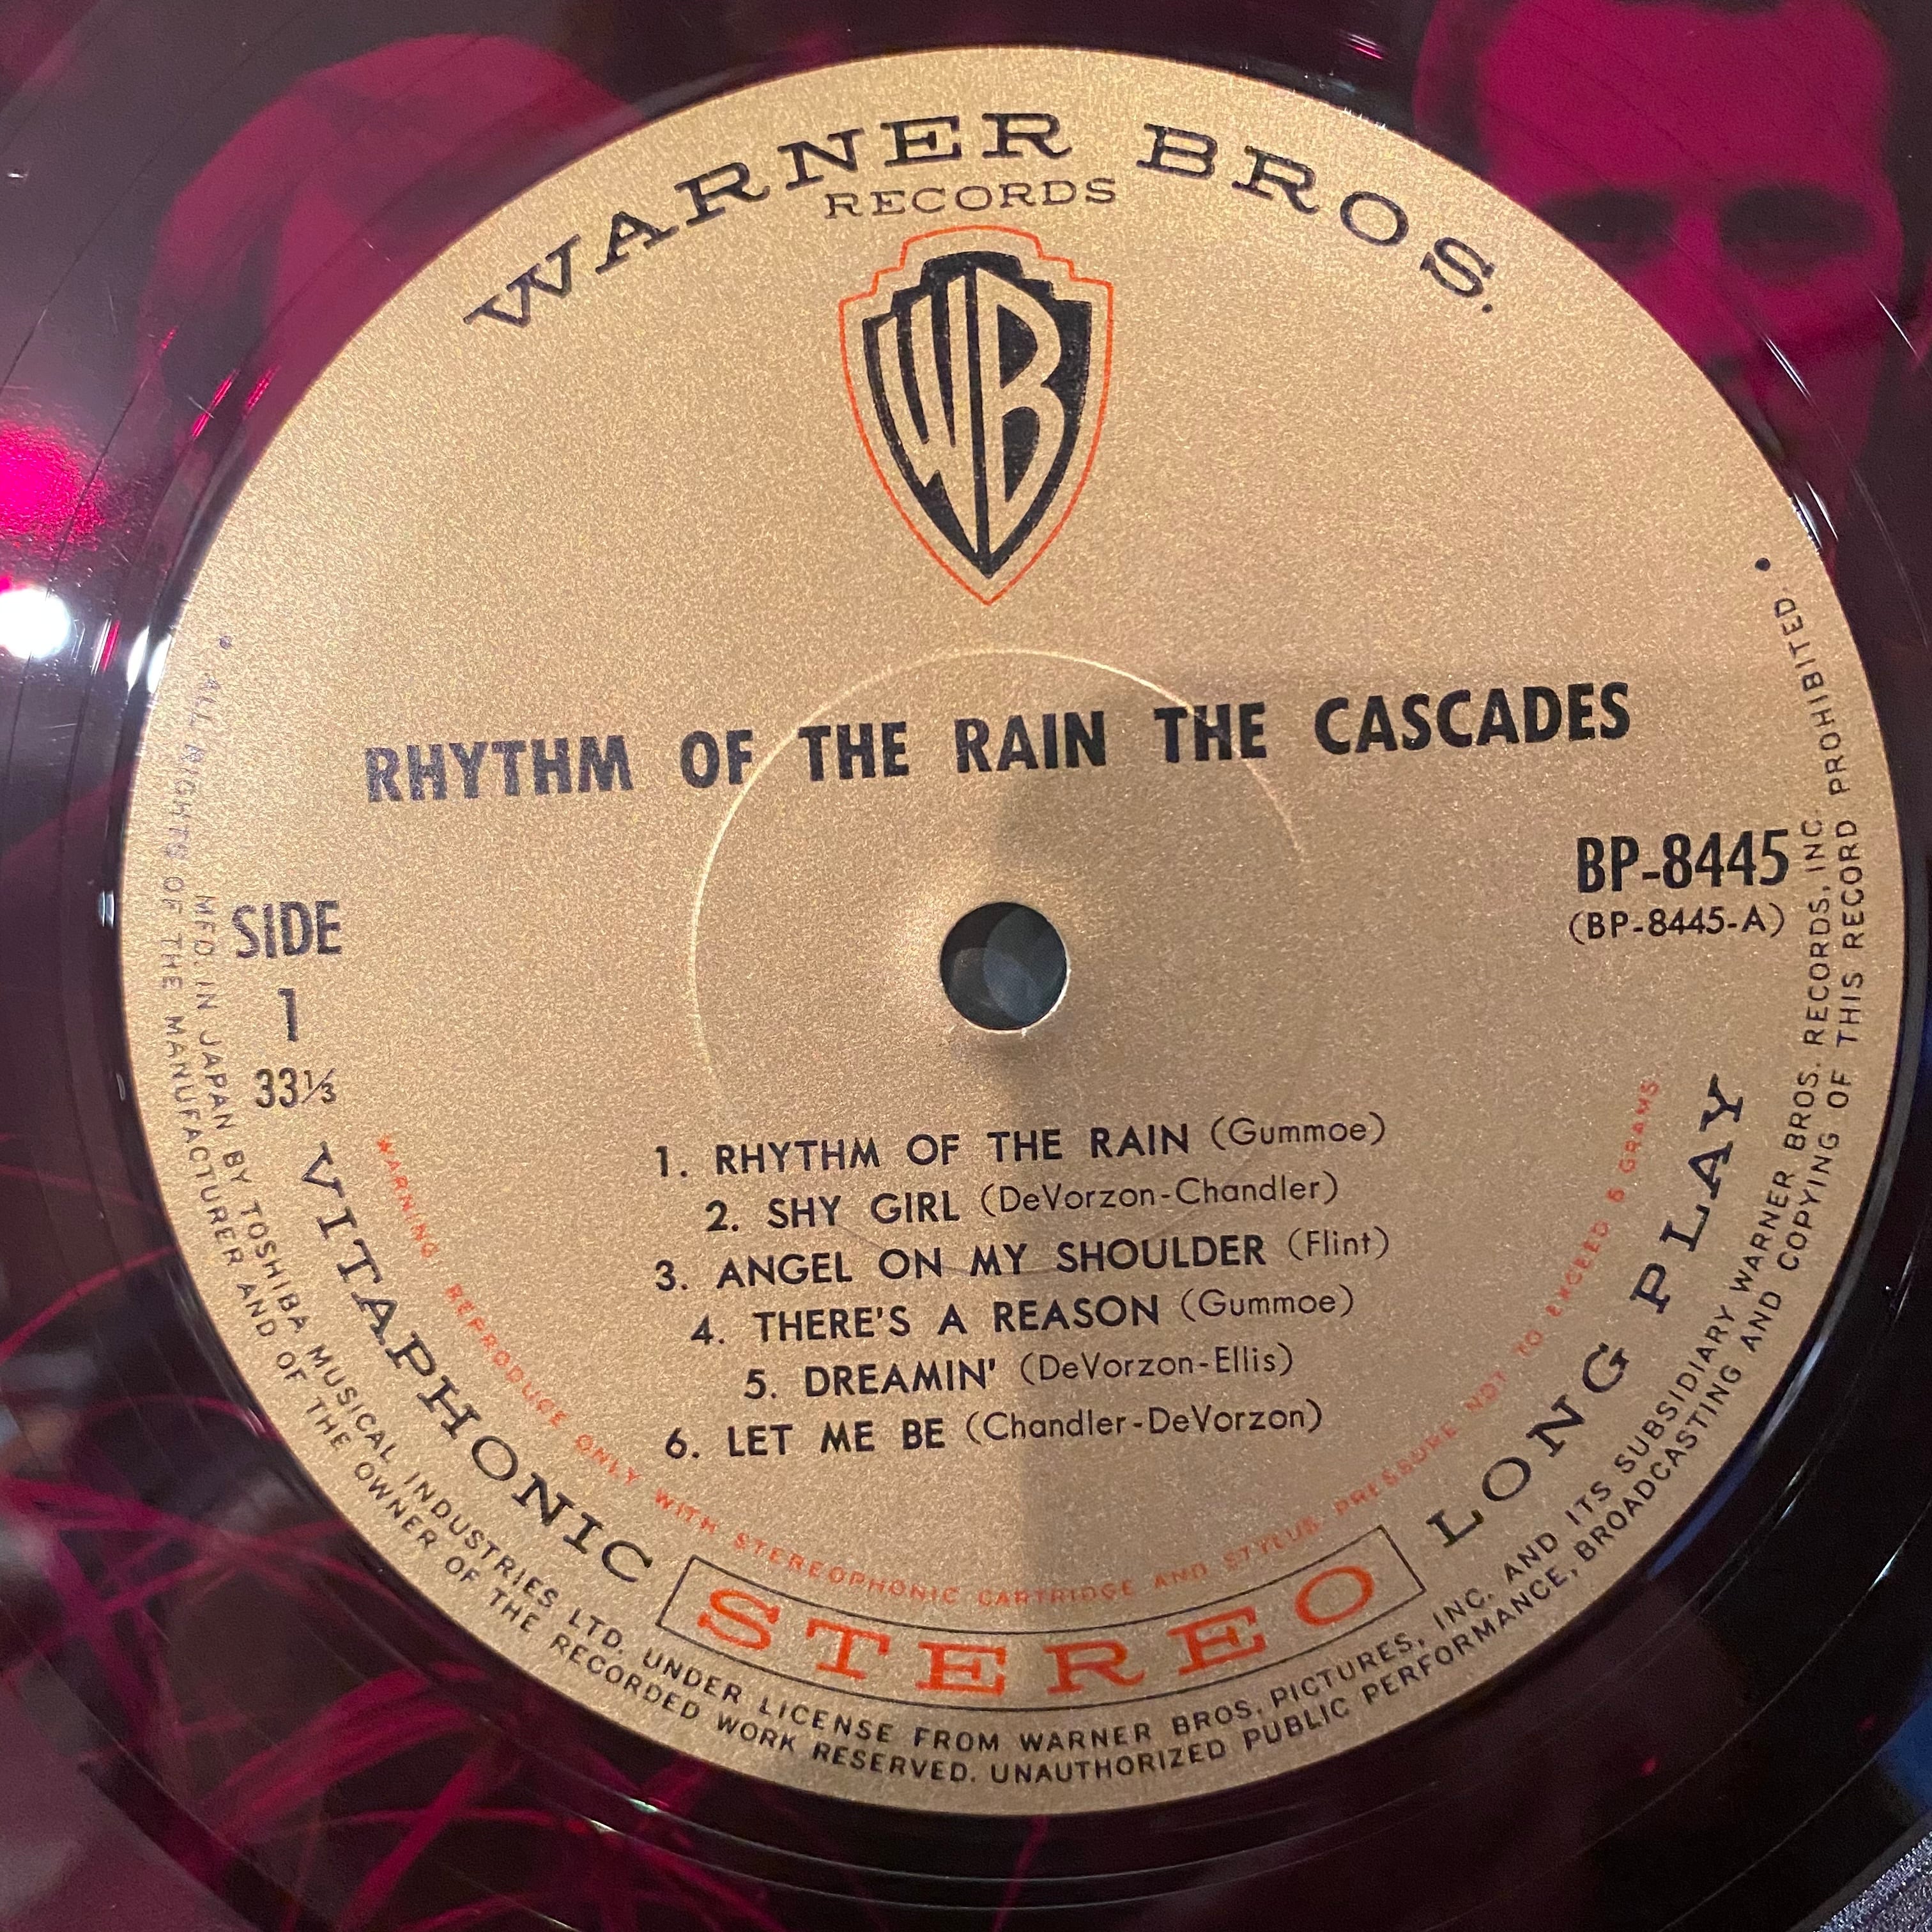 WARNER BROS.
RECORDS
WB
RHYTHM OF THE RAIN THE CASCADES
BP-8445
(BP-8445-A)
SIDE
1
33⅓
1. RHYTHM OF THE RAIN (Gummoe)
2. SHY GIRL (DeVorzon-Chandler)
3. ANGEL ON MY SHOULDER (Flint)
4. THERE'S A REASON (Gummoe)
5. DREAMIN' (DeVorzon-Ellis)
6. LET ME BE (Chandler-DeVorzon)
WARNING: REPRODUCE ONLY WITH STEREOPHONIC CARTRIDGE AND STYLUS PRESSURE NOT TO EXCEED 6 GRAMS.
VITAPHONIC STEREO LONG PLAY
MFD. IN JAPAN BY TOSHIBA MUSICAL INDUSTRIES LTD. UNDER LICENSE FROM WARNER BROS. PICTURES, INC. AND ITS SUBSIDIARY WARNER BROS. RECORDS, INC.
• ALL RIGHTS OF THE MANUFACTURER AND OF THE OWNER OF THE RECORDED WORK RESERVED. UNAUTHORIZED PUBLIC PERFORMANCE, BROADCASTING AND COPYING OF THIS RECORD PROHIBITED. •